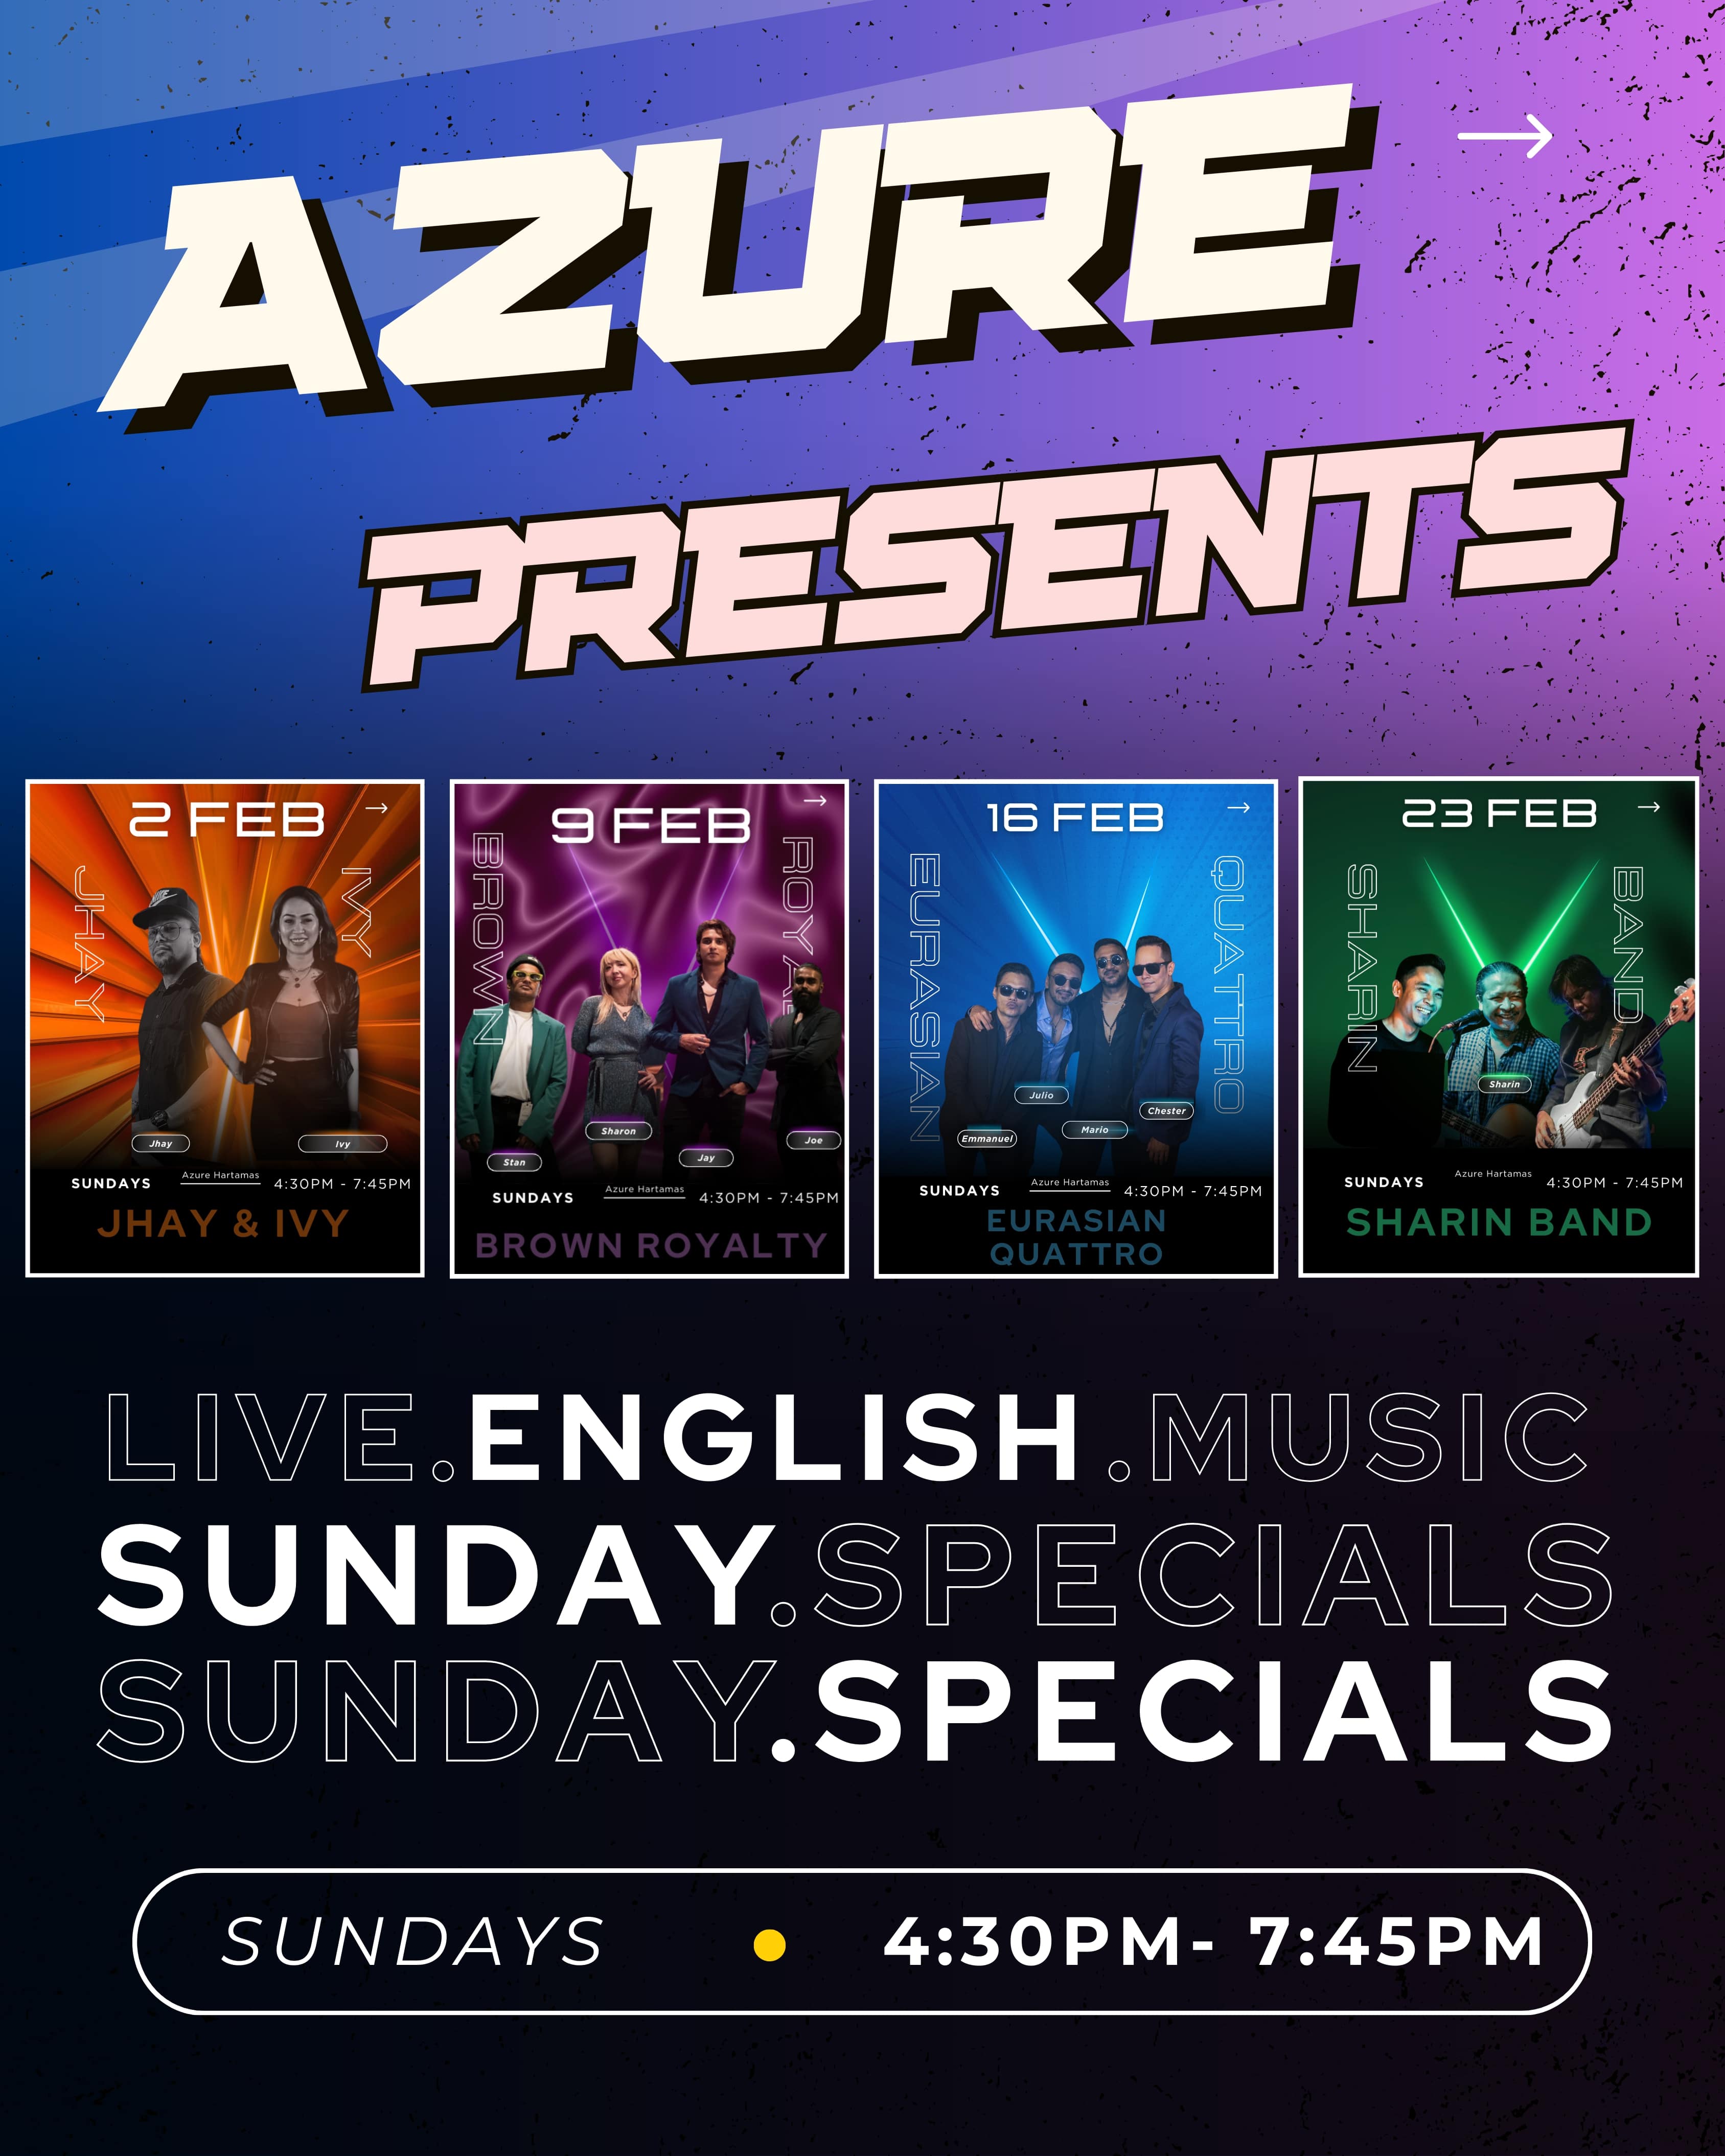 AZURE
PRESENTS
2 FEB
JHAY
IVY
Jhay
Ivy
SUNDAYS
Azure Hartamas
4:30PM - 7:45PM
JHAY & IVY
9 FEB
BROWN
Stan
Sharon
Jay
Joe
SUNDAYS
Azure Hartamas
4:30PM - 7:45PM
BROWN ROYALTY
16 FEB
EURASIAN
QUATTRO
Emmanuel
Julio
Mario
Chester
SUNDAYS
Azure Hartamas
4:30PM - 7:45PM
EURASIAN
QUATTRO
23 FEB
SHARIN
BAND
Sharin
SUNDAYS
Azure Hartamas
4:30PM - 7:45PM
SHARIN BAND
LIVE.ENGLISH.MUSIC
SUNDAY.SPECIALS
SUNDAY.SPECIALS
SUNDAYS
4:30PM- 7:45PM